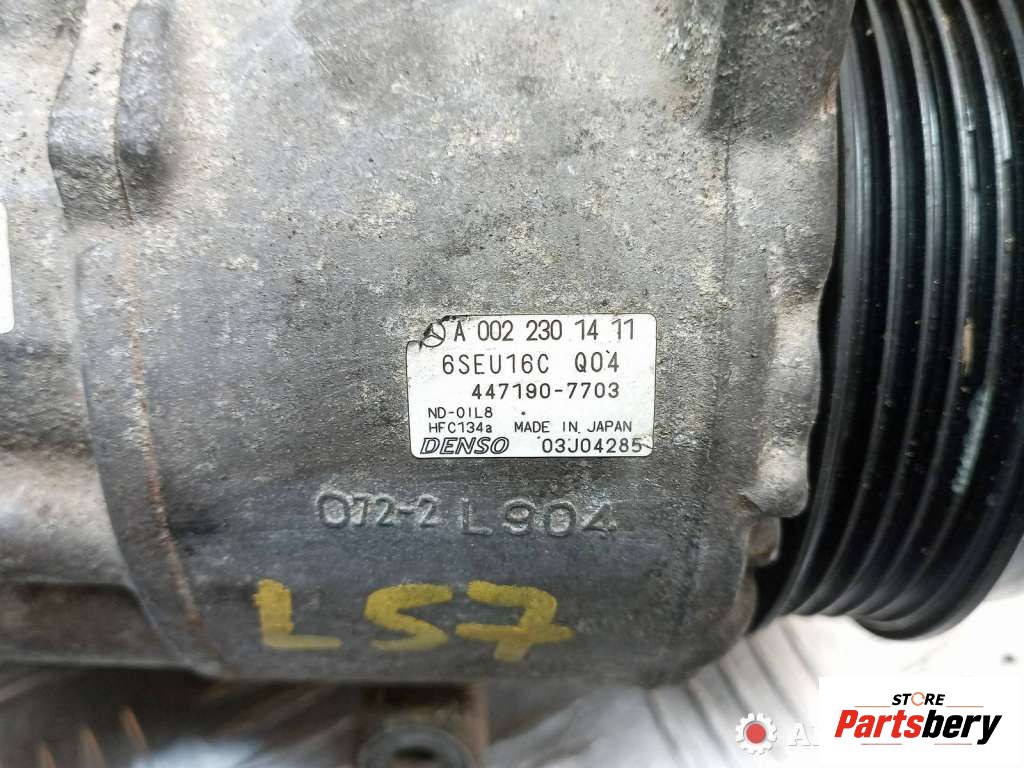 A 002 230 14 11
6SEU16C Q04
447190-7703
ND-OIL8
HFC134a MADE IN JAPAN
DENSO 03J04285
072-2 L904
LS7
STORE
Partsbery